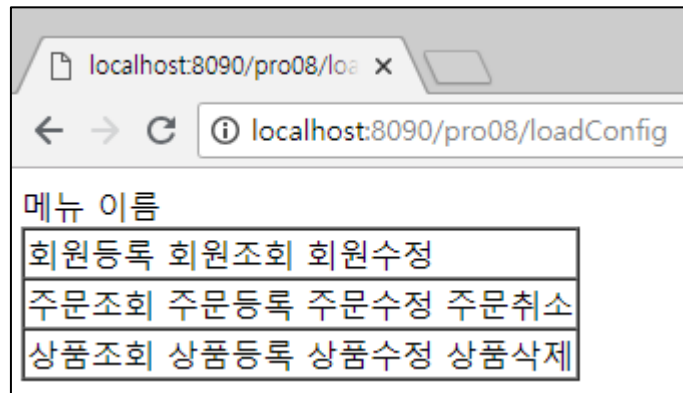 localhost:8090/pro08/loa
localhost:8090/pro08/loadConfig
메뉴 이름
회원등록 회원조회 회원수정
주문조회 주문등록 주문수정 주문취소
상품조회 상품등록 상품수정 상품삭제